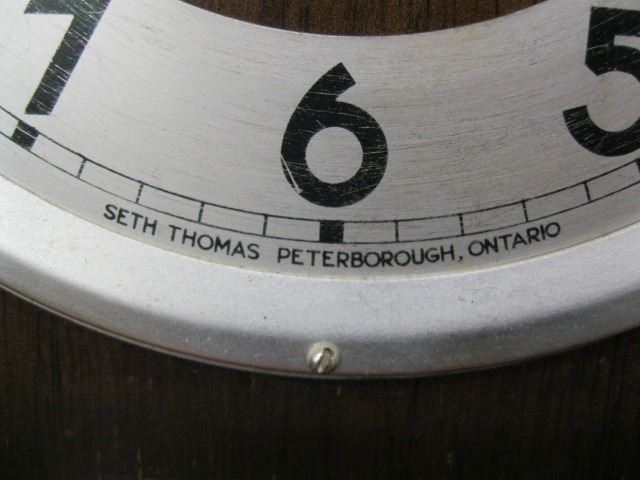 7 6 5
SETH THOMAS PETERBOROUGH, ONTARIO